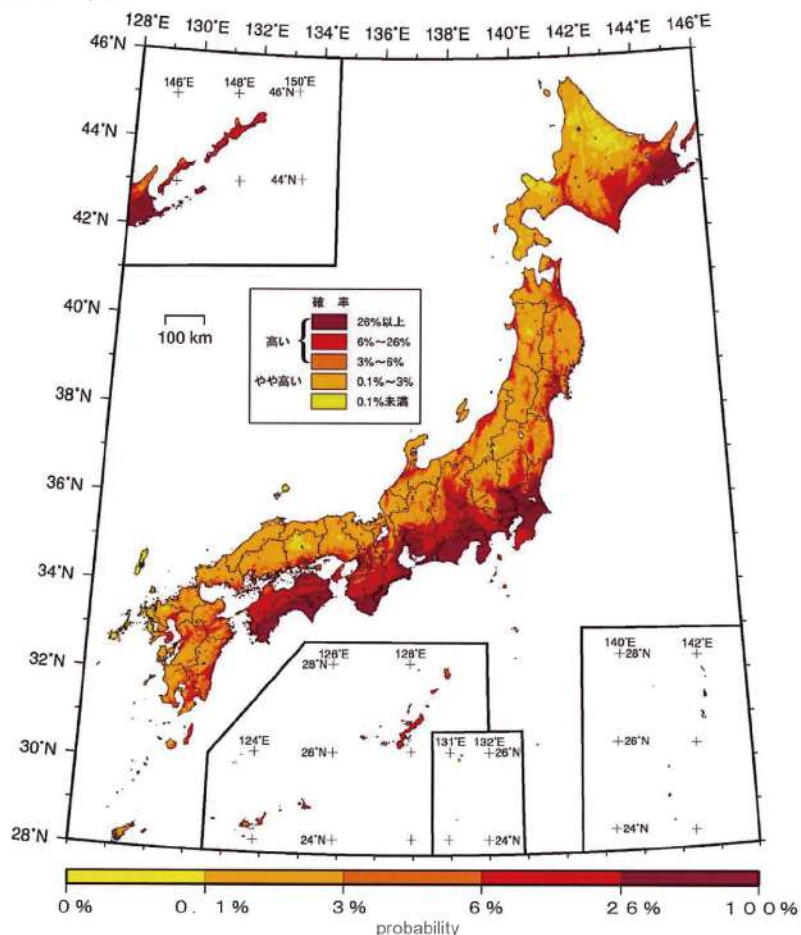 128°E 130°E 132°E 134°E 136°E 138°E 140°E 142°E 144°E 146°E
46°N
146°E 148°E 150°E
46°N
44°N
44°N
42°N
40°N
100 km
確 率
高い
26%以上
6%～26%
3%～6%
やや高い 0.1%～3%
0.1%未満
38°N
36°N
34°N
32°N
126°E 128°E
28°N
140°E 142°E
28°N
30°N
124°E
26°N
131°E 132°E
26°N
26°N
28°N
24°N
24°N
24°N
0% 0.1% 3% 6% 26% 100%
probability